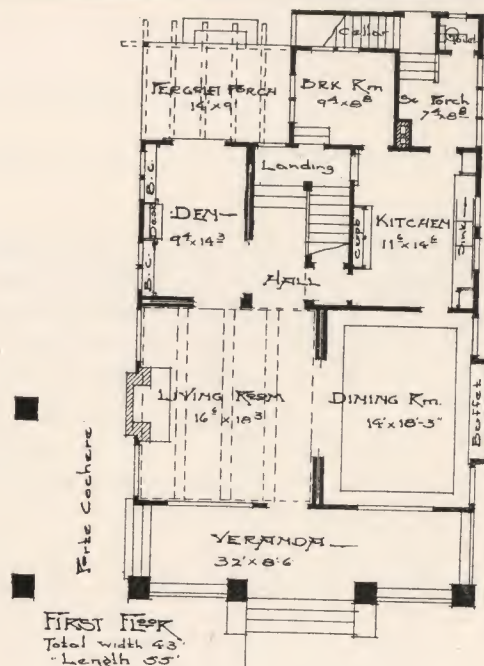 Cellar
Toilet
PERGOLA PORCH
14'x9'
BRK Rm
9⁴x8⁸
Sc Porch
7⁴x8⁸
Landing
B.C.
DEN
9⁴x14³
Desk
B.C.
KITCHEN
11⁶x14⁶
Cupb
Sink
HALL
LIVING ROOM
16⁶x18³
DINING Rm.
14'x18'-3"
Buffet
Porte Cochere
VERANDA
32'x8'-6
FIRST FLOOR
Total width 43'
" Length 55'